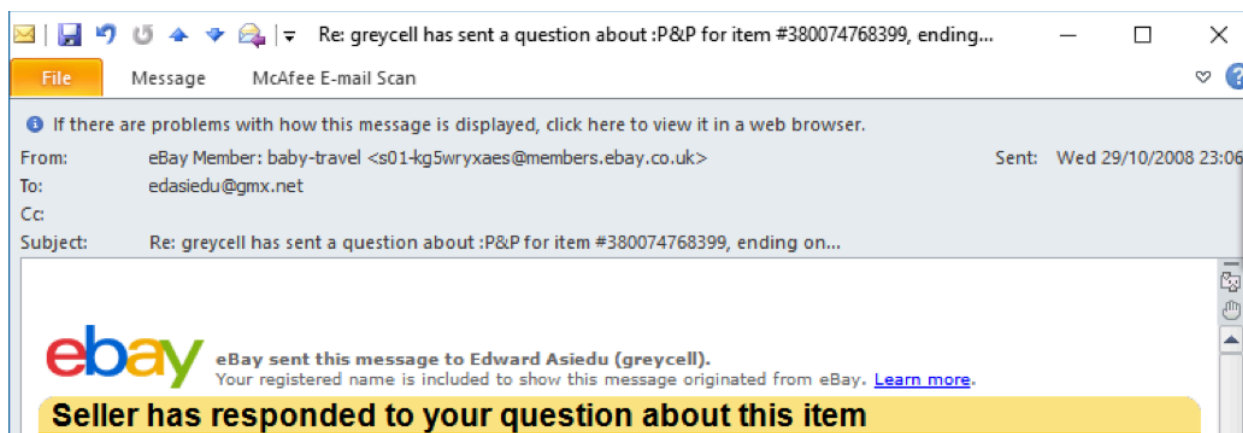 Re: greycell has sent a question about :P&P for item #380074768399, ending...
File Message McAfee E-mail Scan
If there are problems with how this message is displayed, click here to view it in a web browser.
From: eBay Member: baby-travel <s01-kg5wryxaes@members.ebay.co.uk> Sent: Wed 29/10/2008 23:06
To: edasiedu@gmx.net
Cc:
Subject: Re: greycell has sent a question about :P&P for item #380074768399, ending on...
ebay eBay sent this message to Edward Asiedu (greycell).
Your registered name is included to show this message originated from eBay. Learn more.
Seller has responded to your question about this item